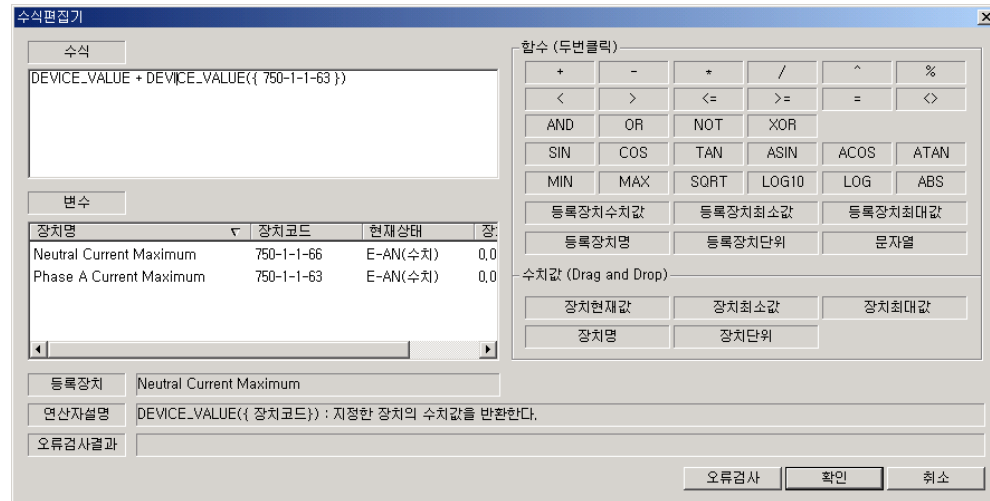 수식편집기
수식
DEVICE_VALUE + DEVICE_VALUE({ 750-1-1-63 })
변수
장치명 장치코드 현재상태
Neutral Current Maximum 750-1-1-66 E-AN(수치) 0,0
Phase A Current Maximum 750-1-1-63 E-AN(수치) 0,0
함수 (두번클릭)
+ - * / ^ %
< > <= >= = <>
AND OR NOT XOR
SIN COS TAN ASIN ACOS ATAN
MIN MAX SQRT LOG10 LOG ABS
등록장치수치값 등록장치최소값 등록장치최대값
등록장치명 등록장치단위 문자열
수치값 (Drag and Drop)
장치현재값 장치최소값 장치최대값
장치명 장치단위
등록장치 Neutral Current Maximum
연산자설명 DEVICE_VALUE({ 장치코드}) : 지정한 장치의 수치값을 반환한다.
오류검사결과
오류검사 확인 취소